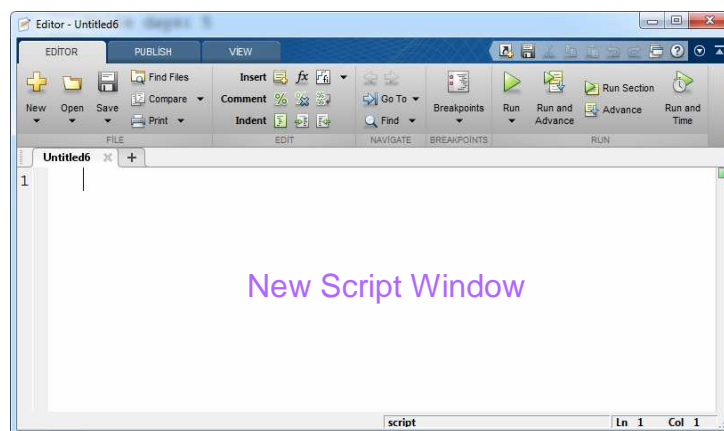 Editor - Untitled6
EDITOR PUBLISH VIEW
Find Files Insert fx
New Open Save Compare Comment % Go To Breakpoints Run Run and Advance Run Section Advance Run and Time
Print Indent Find
FILE EDIT NAVIGATE BREAKPOINTS RUN
Untitled6 +
1
New Script Window
script Ln 1 Col 1